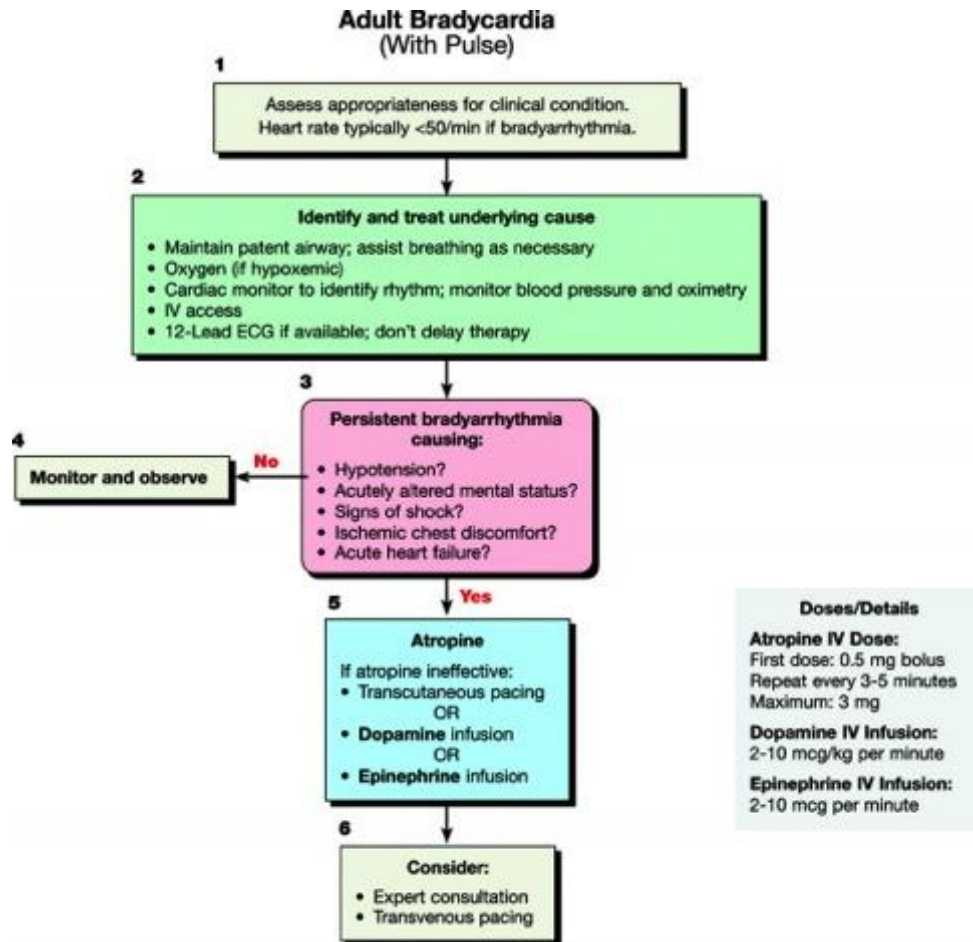 Adult Bradycardia
(With Pulse)
1
Assess appropriateness for clinical condition.
Heart rate typically <50/min if bradyarrhythmia.
2
Identify and treat underlying cause
• Maintain patent airway; assist breathing as necessary
• Oxygen (if hypoxemic)
• Cardiac monitor to identify rhythm; monitor blood pressure and oximetry
• IV access
• 12-Lead ECG if available; don't delay therapy
3
Persistent bradyarrhythmia
causing:
• Hypotension?
• Acutely altered mental status?
• Signs of shock?
• Ischemic chest discomfort?
• Acute heart failure?
4
No
Monitor and observe
Yes
5
Atropine
If atropine ineffective:
• Transcutaneous pacing
OR
• Dopamine infusion
OR
• Epinephrine infusion
6
Consider:
• Expert consultation
• Transvenous pacing
Doses/Details
Atropine IV Dose:
First dose: 0.5 mg bolus
Repeat every 3-5 minutes
Maximum: 3 mg
Dopamine IV Infusion:
2-10 mcg/kg per minute
Epinephrine IV Infusion:
2-10 mcg per minute